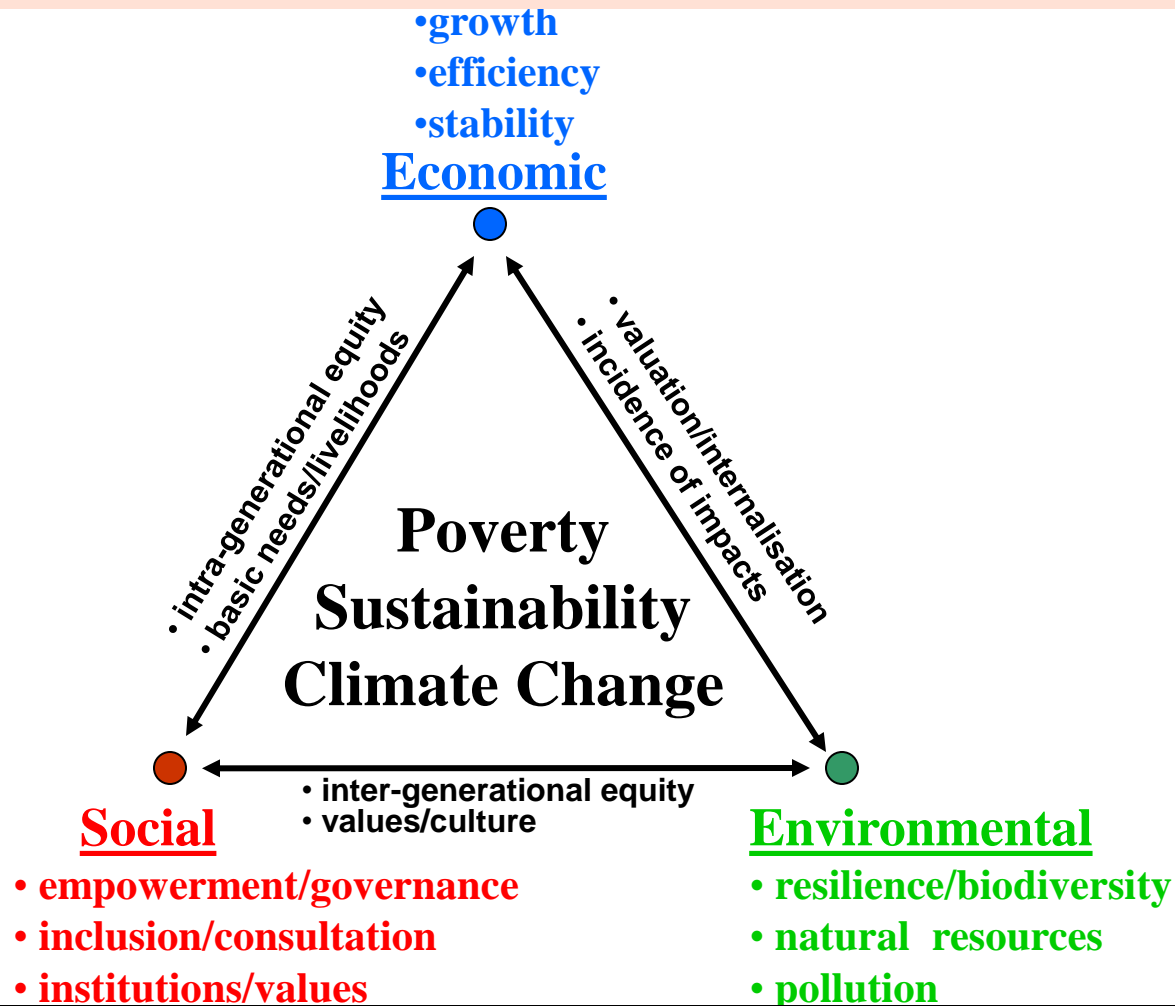 •growth
•efficiency
•stability
Economic
• intra-generational equity
• basic needs/livelihoods
• valuation/internalisation
• incidence of impacts
Poverty
Sustainability
Climate Change
• inter-generational equity
• values/culture
Social
• empowerment/governance
• inclusion/consultation
• institutions/values
Environmental
• resilience/biodiversity
• natural resources
• pollution